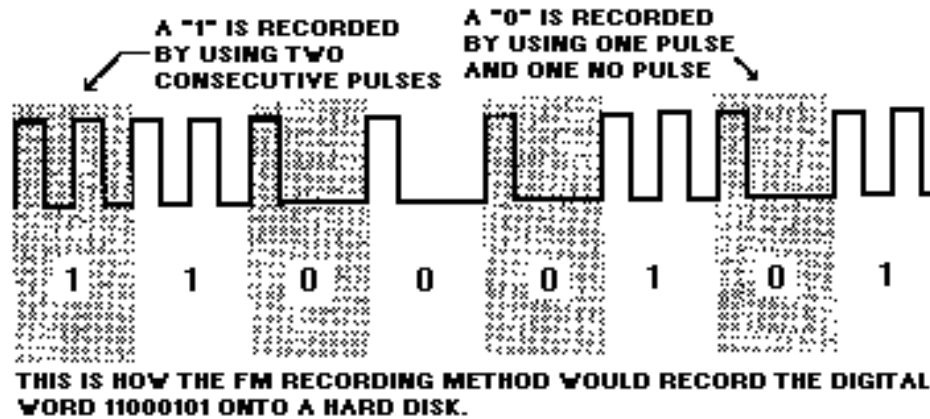 A "1" IS RECORDED
BY USING TWO
CONSECUTIVE PULSES
A "0" IS RECORDED
BY USING ONE PULSE
AND ONE NO PULSE
1 1 0 0 0 1 0 1
THIS IS HOW THE FM RECORDING METHOD WOULD RECORD THE DIGITAL
WORD 11000101 ONTO A HARD DISK.